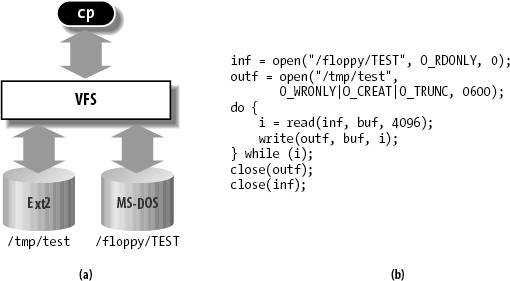 cp
VFS
Ext2
MS-DOS
/tmp/test
/floppy/TEST
(a)
inf = open("/floppy/TEST", O_RDONLY, 0);
outf = open("/tmp/test",
O_WRONLY|O_CREAT|O_TRUNC, 0600);
do {
i = read(inf, buf, 4096);
write(outf, buf, i);
} while (i);
close(outf);
close(inf);
(b)